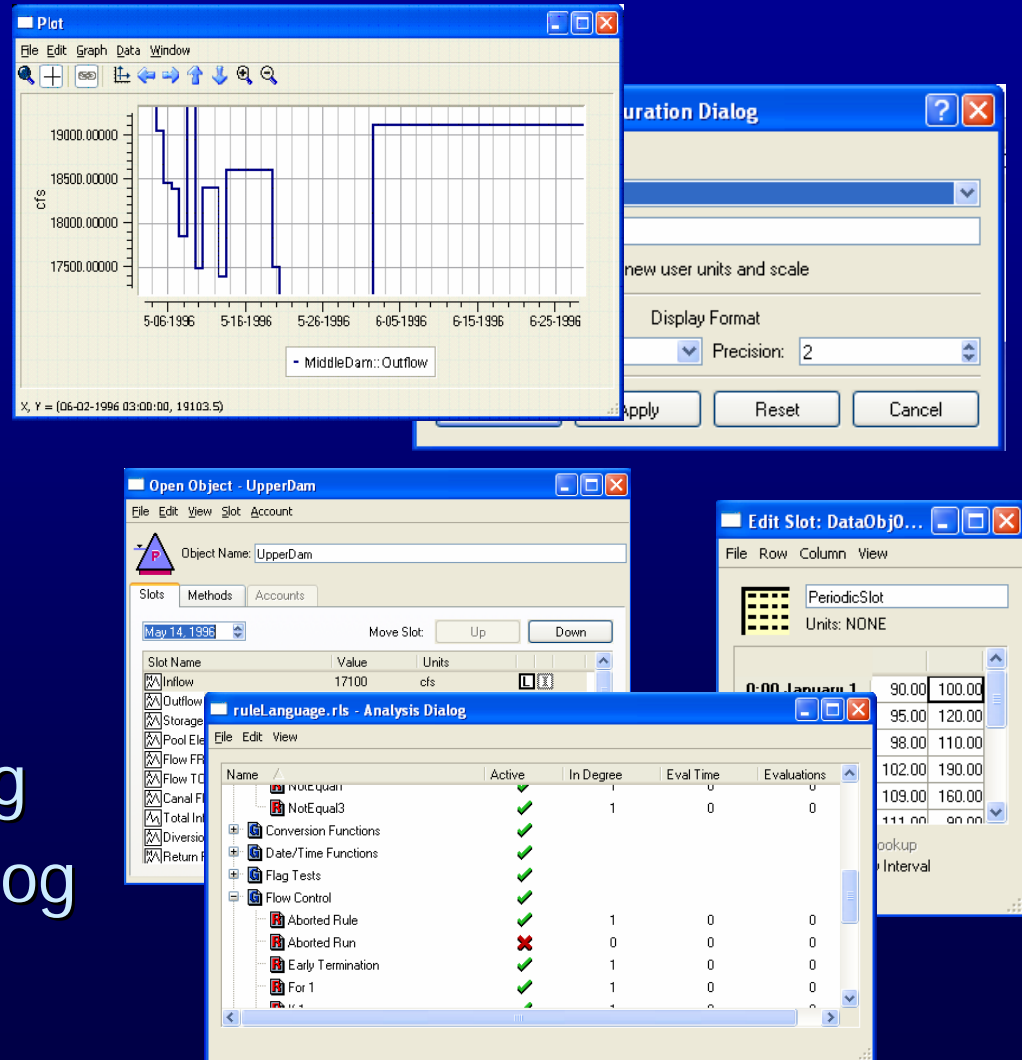 Plot
File Edit Graph Data Window
19000.00000
18500.00000
18000.00000
17500.00000
cfs
5-06-1996 5-16-1996 5-26-1996 6-05-1996 6-15-1996 6-25-1996
MiddleDam::Outflow
X, Y = (06-02-1996 03:00:00, 19103.5)
Dialog
new user units and scale
Display Format
Precision: 2
Apply Reset Cancel
Open Object - UpperDam
File Edit View Slot Account
P
Object Name: UpperDam
Slots Methods Accounts
May 14, 1996 Move Slot: Up Down
Slot Name Value Units
Inflow 17100 cfs L I
Outflow
Storage
Pool
Flow
Flow
Canal
Total
Return
Edit Slot: DataObj0...
File Row Column View
PeriodicSlot
Units: NONE
0:00 January 1 90.00 100.00
95.00 120.00
98.00 110.00
102.00 190.00
109.00 160.00
111.00 90.00
Interval
ruleLanguage.rls - Analysis Dialog
File Edit View
Name Active In Degree Eval Time Evaluations
R NotEqual3 1 0 0
G Conversion Functions
G Date/Time Functions
G Flag Tests
G Flow Control
R Aborted Rule 1 0 0
R Aborted Run 0 0 0
R Early Termination 1 0 0
R For 1 1 0 0
g
og